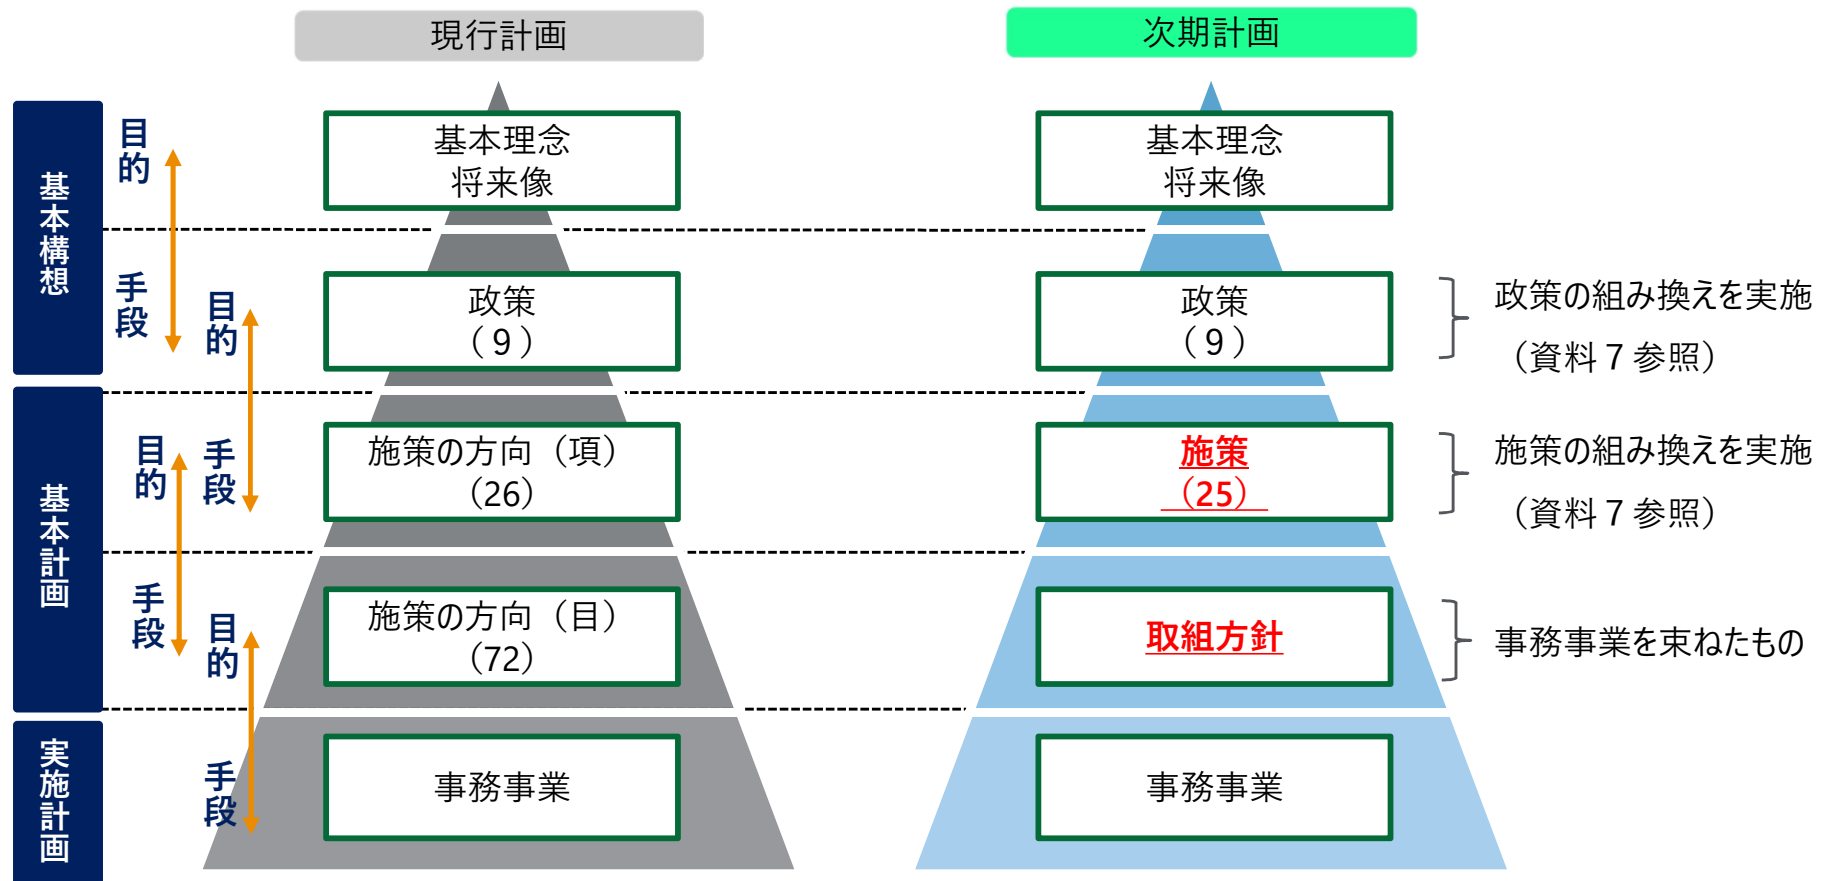 現行計画
次期計画
基本構想
目的
手段
基本理念
将来像
基本理念
将来像
目的
手段
政策
（９）
政策
（９）
政策の組み換えを実施
（資料７参照）
基本計画
目的
手段
施策の方向（項）
（26）
施策
（25）
施策の組み換えを実施
（資料７参照）
目的
手段
施策の方向（目）
（72）
取組方針
事務事業を束ねたもの
実施計画
事務事業
事務事業